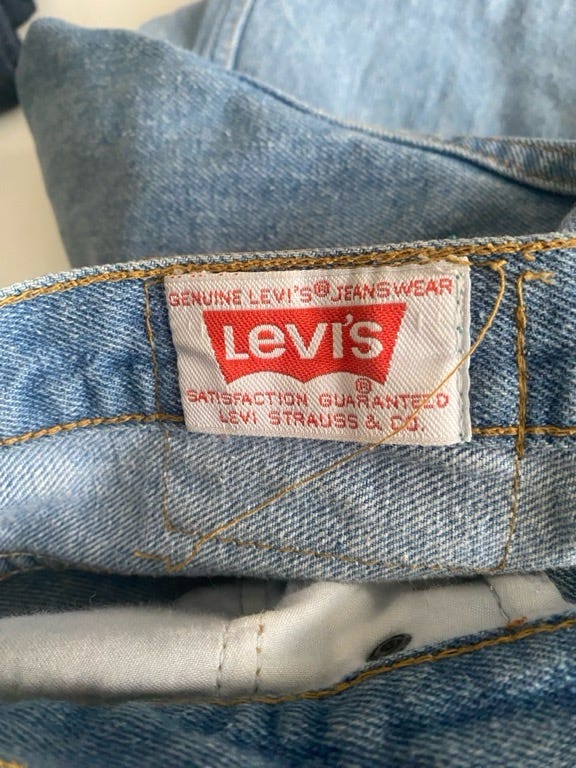 GENUINE LEVI'S® JEANSWEAR
LEVI'S
®
SATISFACTION GUARANTEED
LEVI STRAUSS & CO.